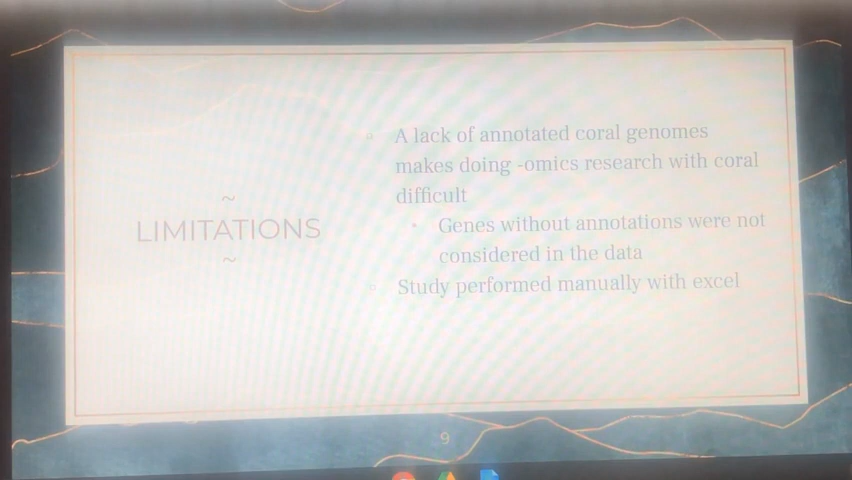 ~
LIMITATIONS
~
A lack of annotated coral genomes
makes doing -omics research with coral
difficult
Genes without annotations were not
considered in the data
Study performed manually with excel
9